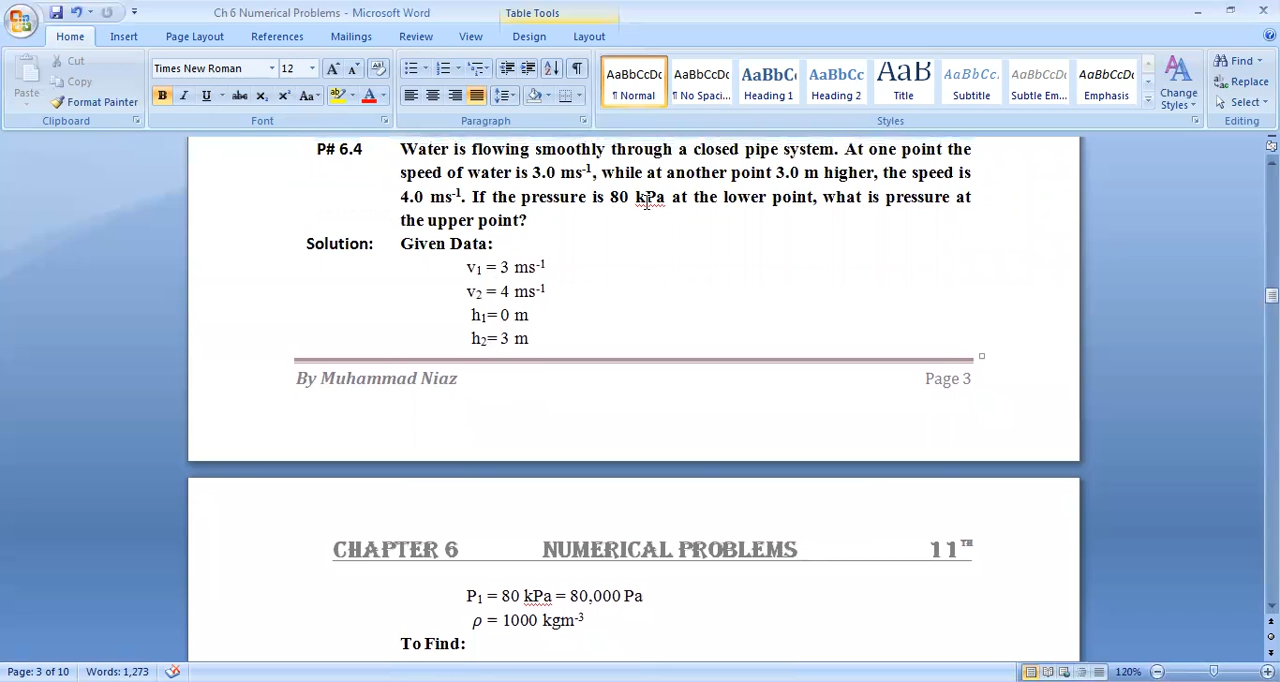 Ch 6 Numerical Problems - Microsoft Word
Table Tools
Home Insert Page Layout References Mailings Review View Design Layout
Paste
Cut
Copy
Format Painter
Clipboard
Times New Roman 12
B I U abc x₂ x² Aa
Font
Paragraph
AaBbCcDc AaBbCcDc AaBbC AaBbCc AaB AaBbCc. AaBbCcDc AaBbCcDc
¶ Normal ¶ No Spaci... Heading 1 Heading 2 Title Subtitle Subtle Em... Emphasis
Styles
Change
Styles
Find
Replace
Select
Editing
P# 6.4 Water is flowing smoothly through a closed pipe system. At one point the
speed of water is 3.0 ms⁻¹, while at another point 3.0 m higher, the speed is
4.0 ms⁻¹. If the pressure is 80 kPa at the lower point, what is pressure at
the upper point?
Solution: Given Data:
v₁ = 3 ms⁻¹
v₂ = 4 ms⁻¹
h₁= 0 m
h₂= 3 m
By Muhammad Niaz Page 3
CHAPTER 6 NUMERICAL PROBLEMS 11TH
P₁ = 80 kPa = 80,000 Pa
ρ = 1000 kgm⁻³
To Find:
Page: 3 of 10 Words: 1,273 120%